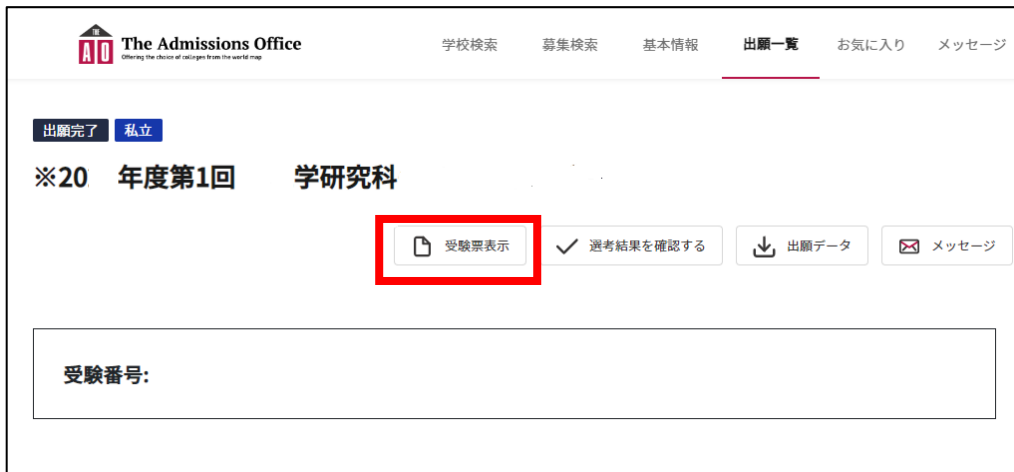 THE
AO
The Admissions Office
Offering the choice of colleges from the world map
学校検索 募集検索 基本情報 出願一覧 お気に入り メッセージ
出願完了 私立
※20 年度第1回 学研究科
受験票表示 選考結果を確認する 出願データ メッセージ
受験番号: